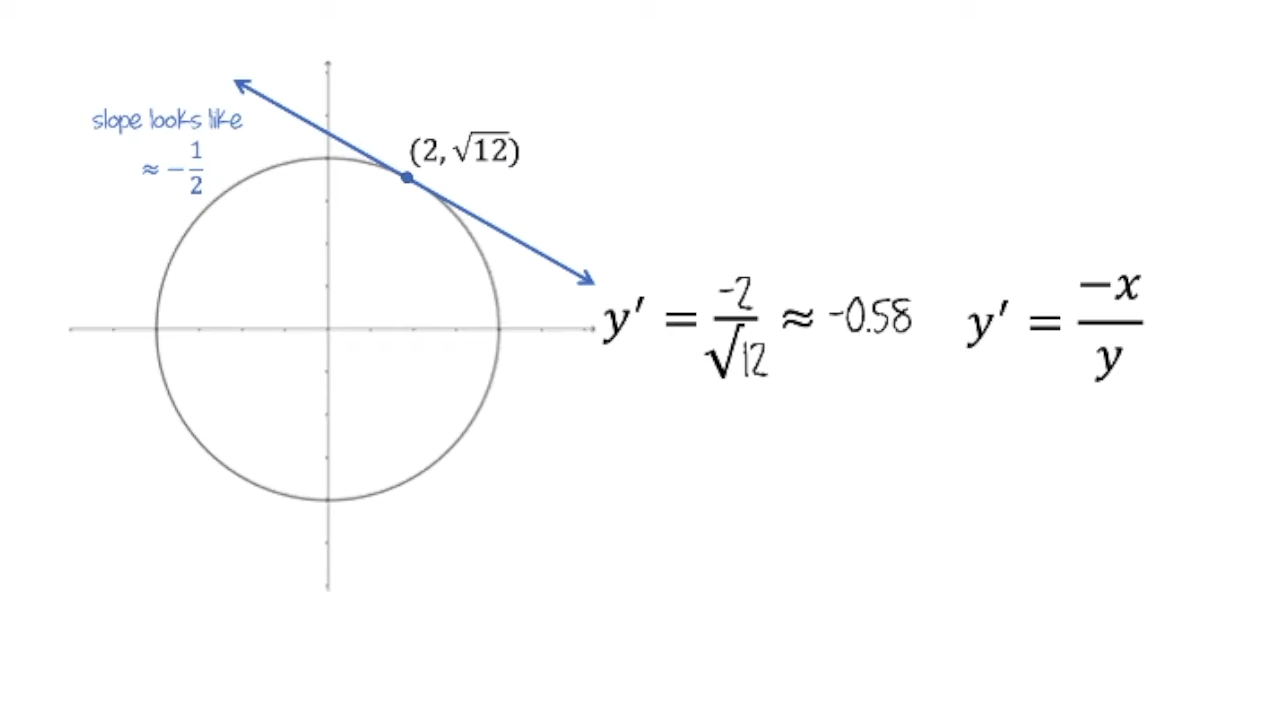 slope looks like
≈ −1/2
(2, √12)
y′ = -2/√12 ≈ -0.58
y′ = −x/y